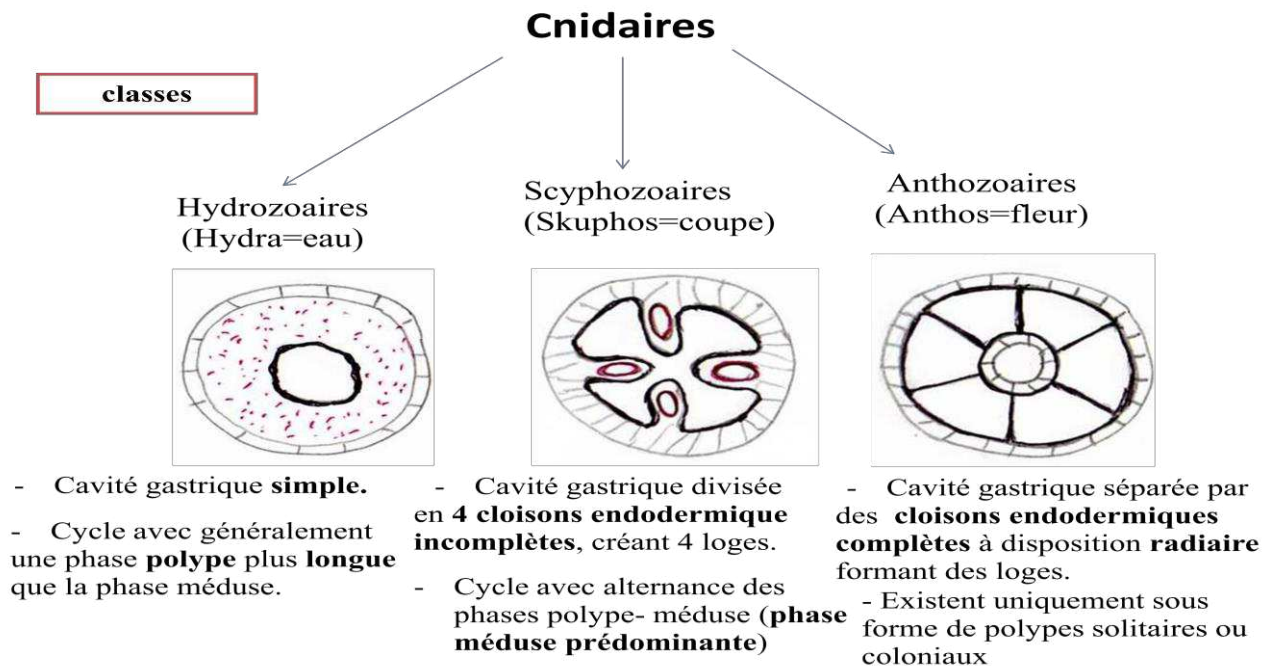 Cnidaires
classes
Hydrozoaires
(Hydra=eau)
Scyphozoaires
(Skuphos=coupe)
Anthozoaires
(Anthos=fleur)
- Cavité gastrique simple.
- Cycle avec généralement
une phase polype plus longue
que la phase méduse.
- Cavité gastrique divisée
en 4 cloisons endodermique
incomplètes, créant 4 loges.
- Cycle avec alternance des
phases polype- méduse (phase
méduse prédominante)
- Cavité gastrique séparée par
des cloisons endodermiques
complètes à disposition radiaire
formant des loges.
- Existent uniquement sous
forme de polypes solitaires ou
coloniaux